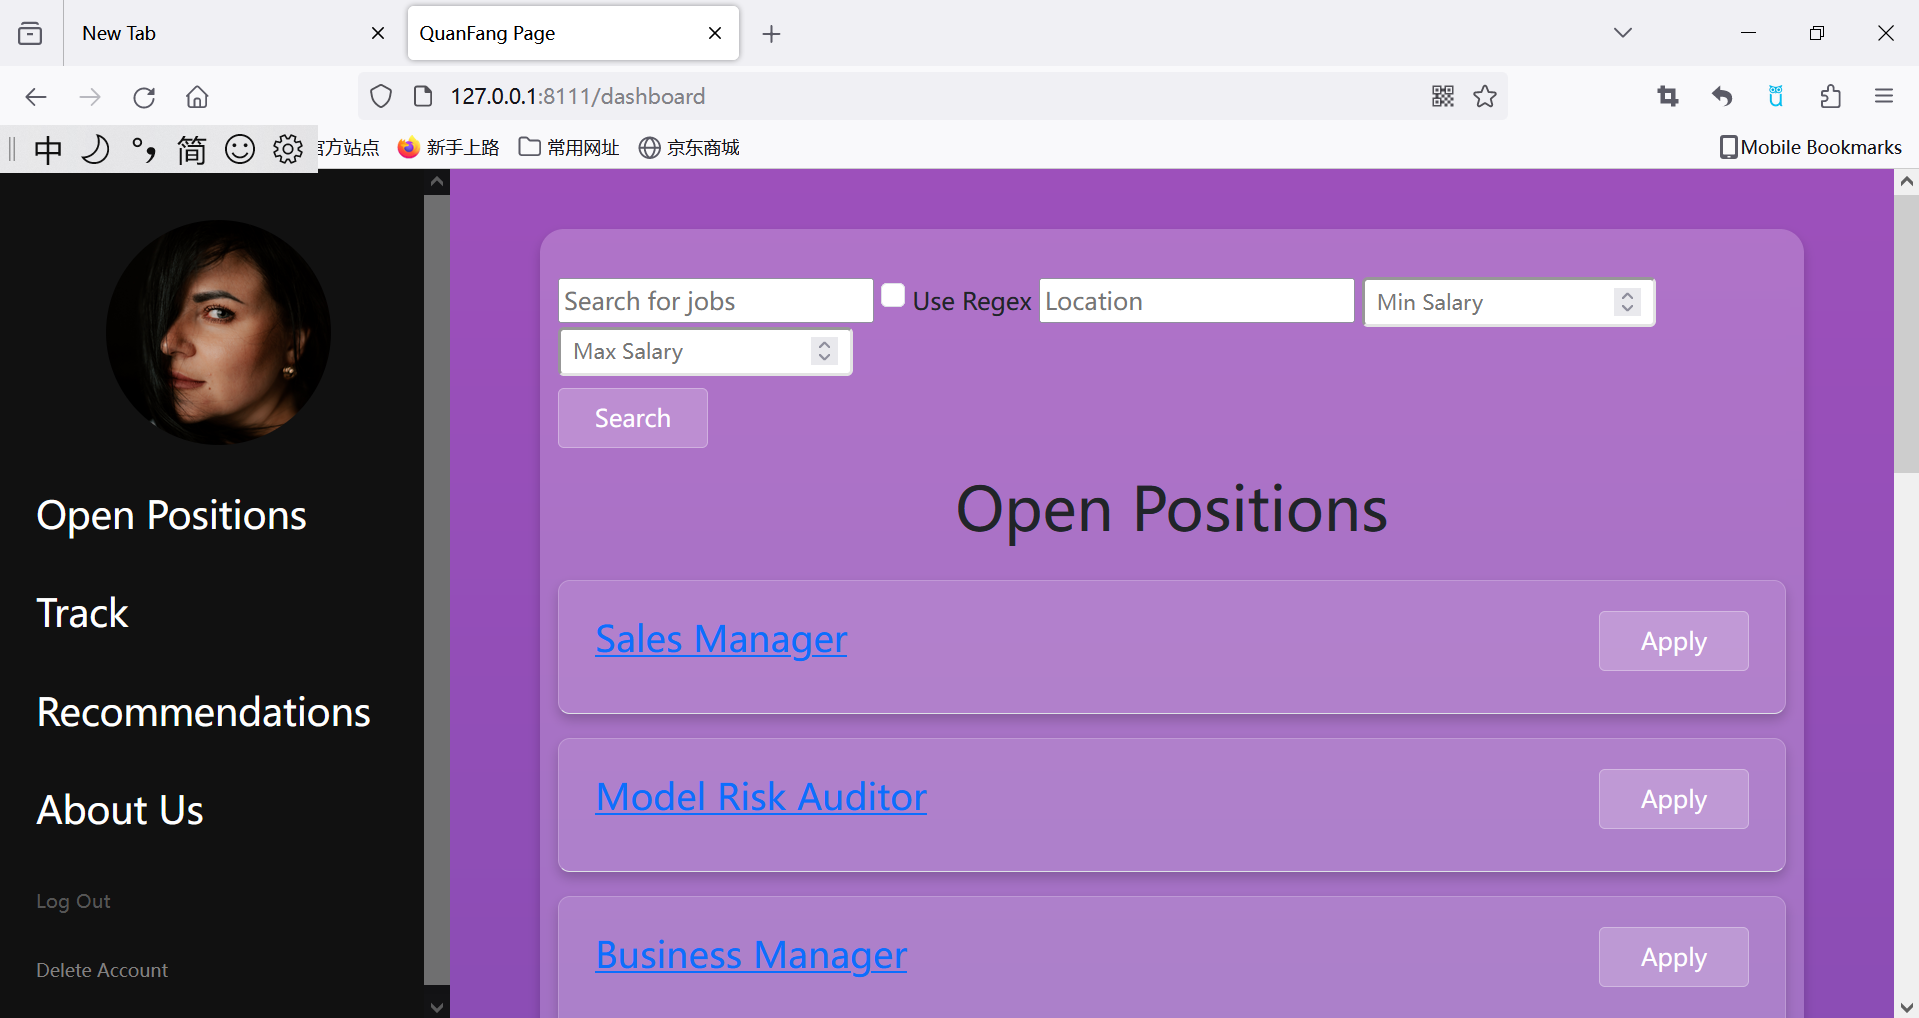 New Tab
QuanFang Page
127.0.0.1:8111/dashboard
中
简
官方站点
新手上路
常用网址
京东商城
Mobile Bookmarks
Open Positions
Track
Recommendations
About Us
Log Out
Delete Account
Search for jobs
Use Regex
Location
Min Salary
Max Salary
Search
Open Positions
Sales Manager
Apply
Model Risk Auditor
Apply
Business Manager
Apply